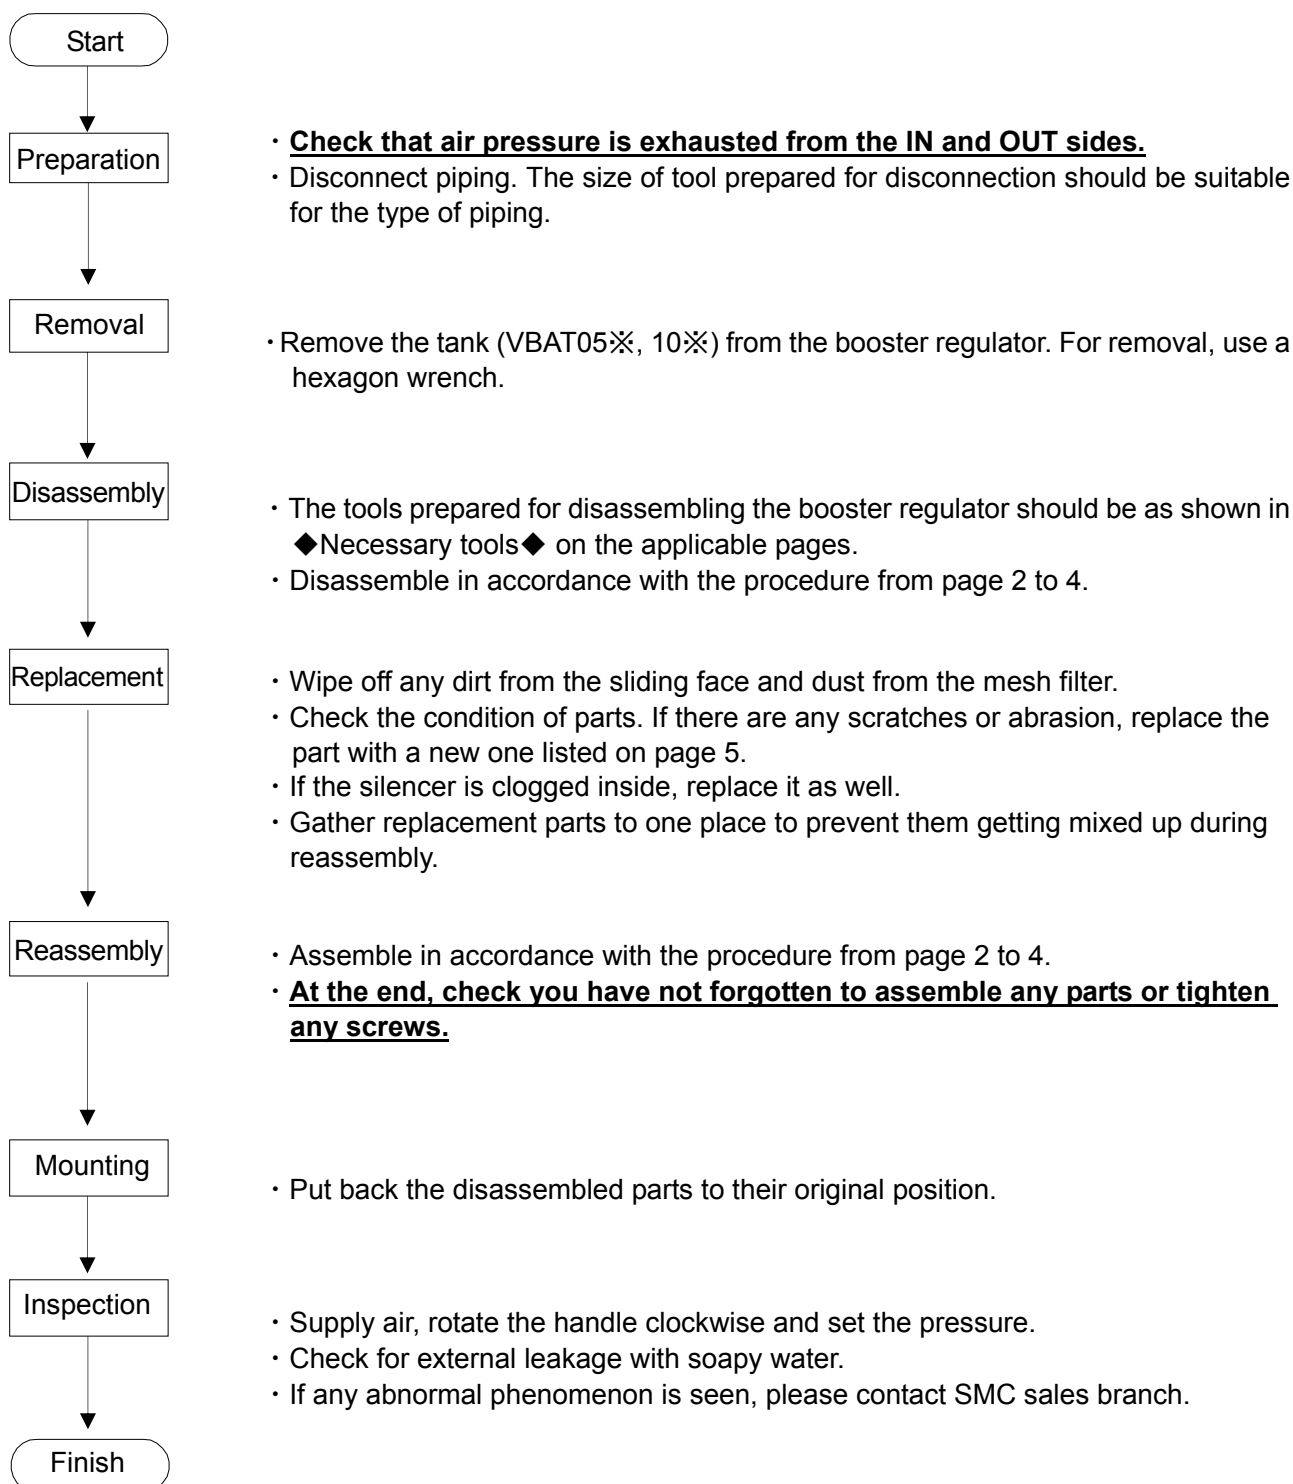 Start
Preparation
・Check that air pressure is exhausted from the IN and OUT sides.
・Disconnect piping. The size of tool prepared for disconnection should be suitable
for the type of piping.
Removal
・Remove the tank (VBAT05※, 10※) from the booster regulator. For removal, use a
hexagon wrench.
Disassembly
・The tools prepared for disassembling the booster regulator should be as shown in
◆Necessary tools◆ on the applicable pages.
・Disassemble in accordance with the procedure from page 2 to 4.
Replacement
・Wipe off any dirt from the sliding face and dust from the mesh filter.
・Check the condition of parts. If there are any scratches or abrasion, replace the
part with a new one listed on page 5.
・If the silencer is clogged inside, replace it as well.
・Gather replacement parts to one place to prevent them getting mixed up during
reassembly.
Reassembly
・Assemble in accordance with the procedure from page 2 to 4.
・At the end, check you have not forgotten to assemble any parts or tighten
any screws.
Mounting
・Put back the disassembled parts to their original position.
Inspection
・Supply air, rotate the handle clockwise and set the pressure.
・Check for external leakage with soapy water.
・If any abnormal phenomenon is seen, please contact SMC sales branch.
Finish